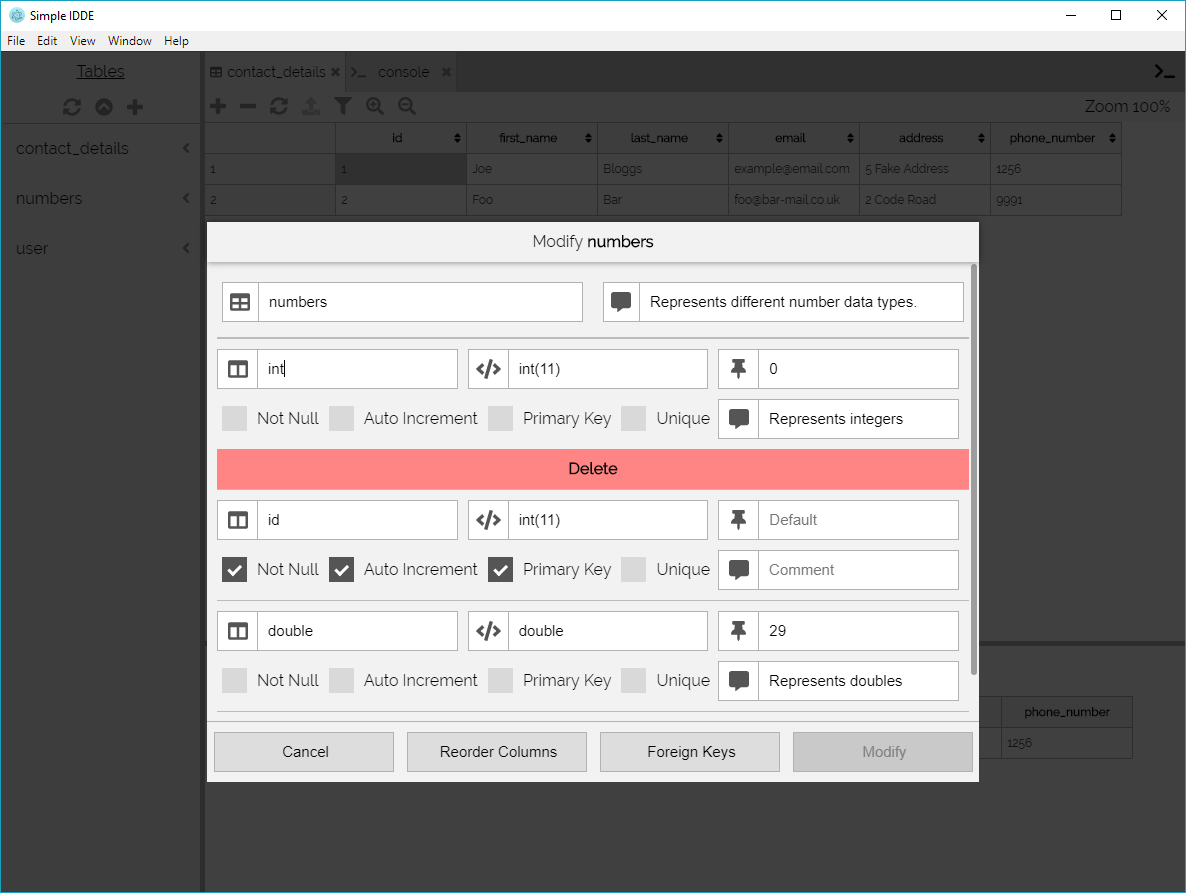 Simple IDDE
File Edit View Window Help
Tables
contact_details
numbers
user
contact_details console
Zoom 100%
id first_name last_name email address phone_number
1 1 Joe Bloggs example@email.com 5 Fake Address 1256
2 2 Foo Bar foo@bar-mail.co.uk 2 Code Road 9991
Modify numbers
numbers Represents different number data types.
int int(11) 0
Not Null Auto Increment Primary Key Unique Represents integers
Delete
id int(11) Default
Not Null Auto Increment Primary Key Unique Comment
double double 29
Not Null Auto Increment Primary Key Unique Represents doubles
Cancel Reorder Columns Foreign Keys Modify
phone_number
1256